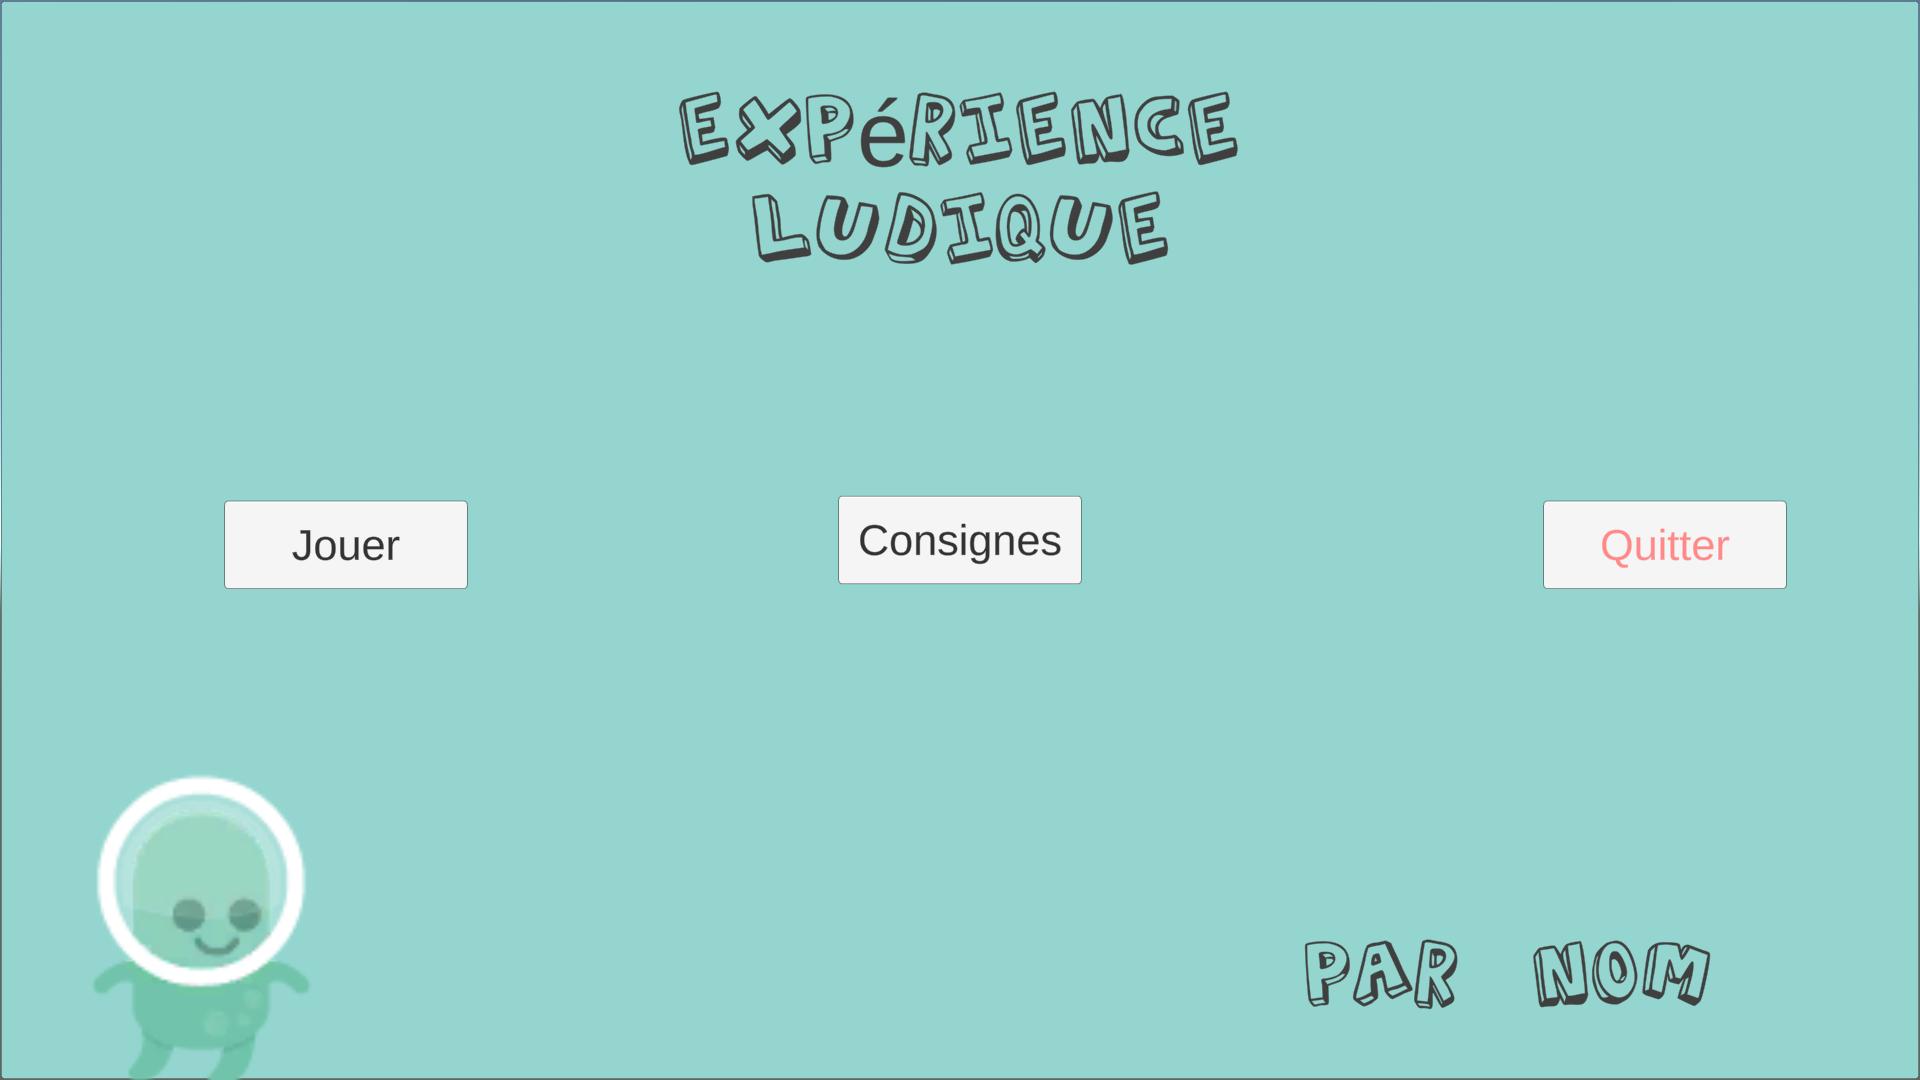 EXPéRIENCE
LUDIQUE
Jouer
Consignes
Quitter
PAR NOM